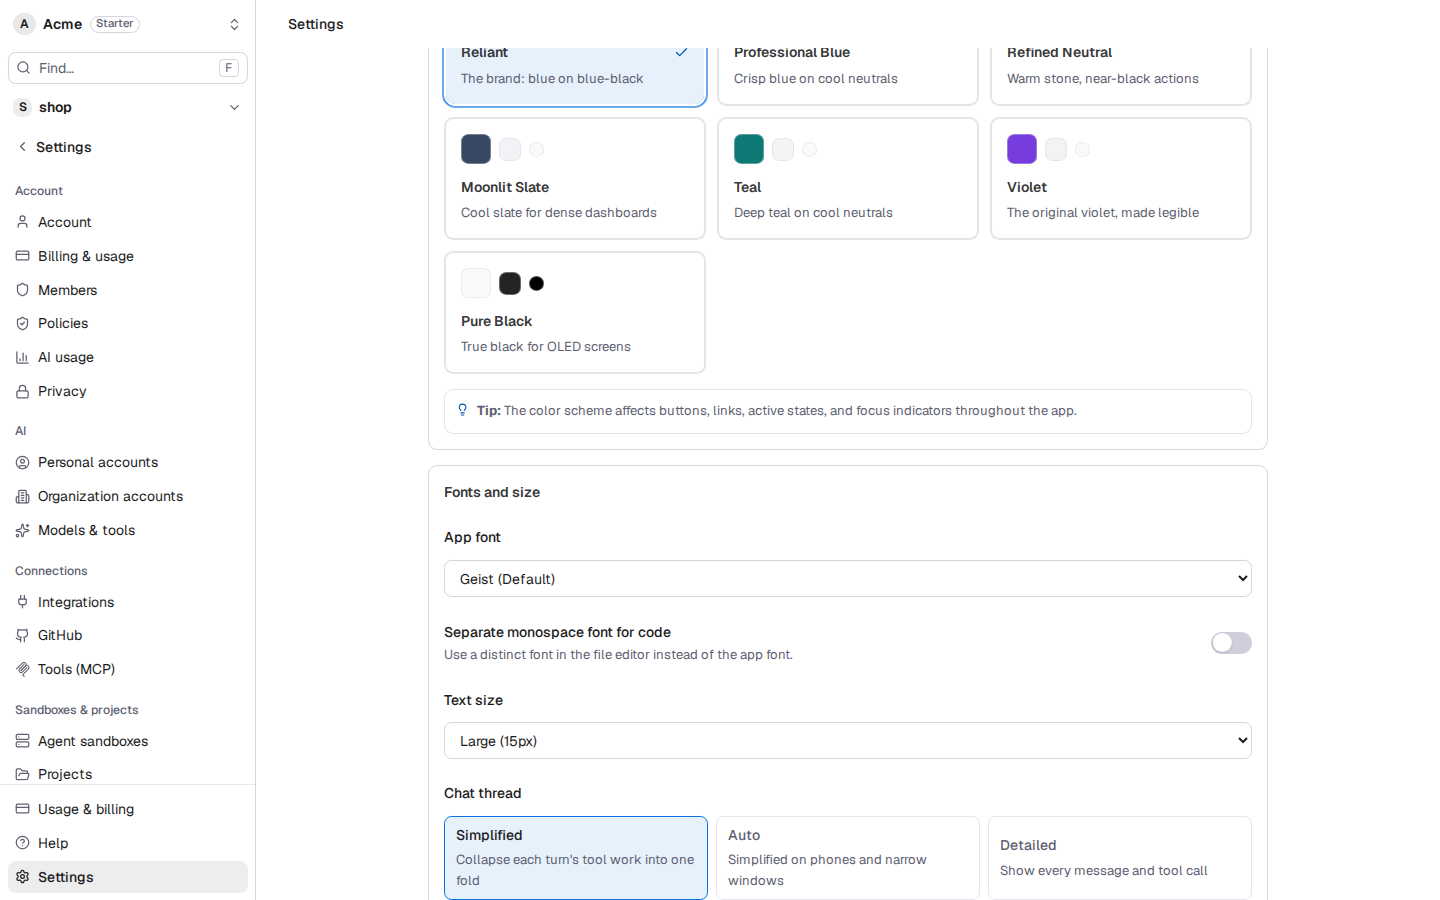 A Acme Starter
Find... F
S shop
Settings
Account
Account
Billing & usage
Members
Policies
AI usage
Privacy
AI
Personal accounts
Organization accounts
Models & tools
Connections
Integrations
GitHub
Tools (MCP)
Sandboxes & projects
Agent sandboxes
Projects
Usage & billing
Help
Settings
Settings
Reliant
The brand: blue on blue-black
Professional Blue
Crisp blue on cool neutrals
Refined Neutral
Warm stone, near-black actions
Moonlit Slate
Cool slate for dense dashboards
Teal
Deep teal on cool neutrals
Violet
The original violet, made legible
Pure Black
True black for OLED screens
Tip: The color scheme affects buttons, links, active states, and focus indicators throughout the app.
Fonts and size
App font
Geist (Default)
Separate monospace font for code
Use a distinct font in the file editor instead of the app font.
Text size
Large (15px)
Chat thread
Simplified
Collapse each turn's tool work into one
fold
Auto
Simplified on phones and narrow
windows
Detailed
Show every message and tool call